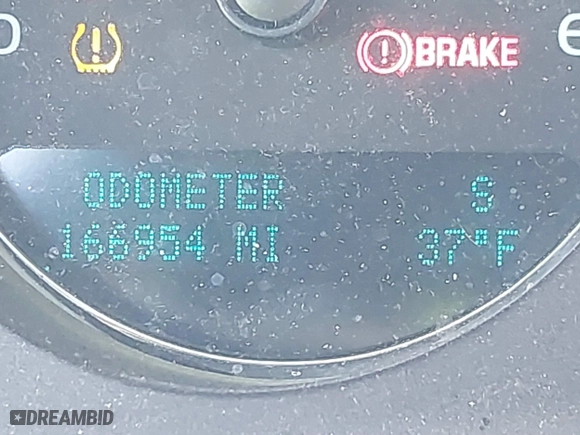 BRAKE
ODOMETER S
166954 MI 37°F
DREAMBID